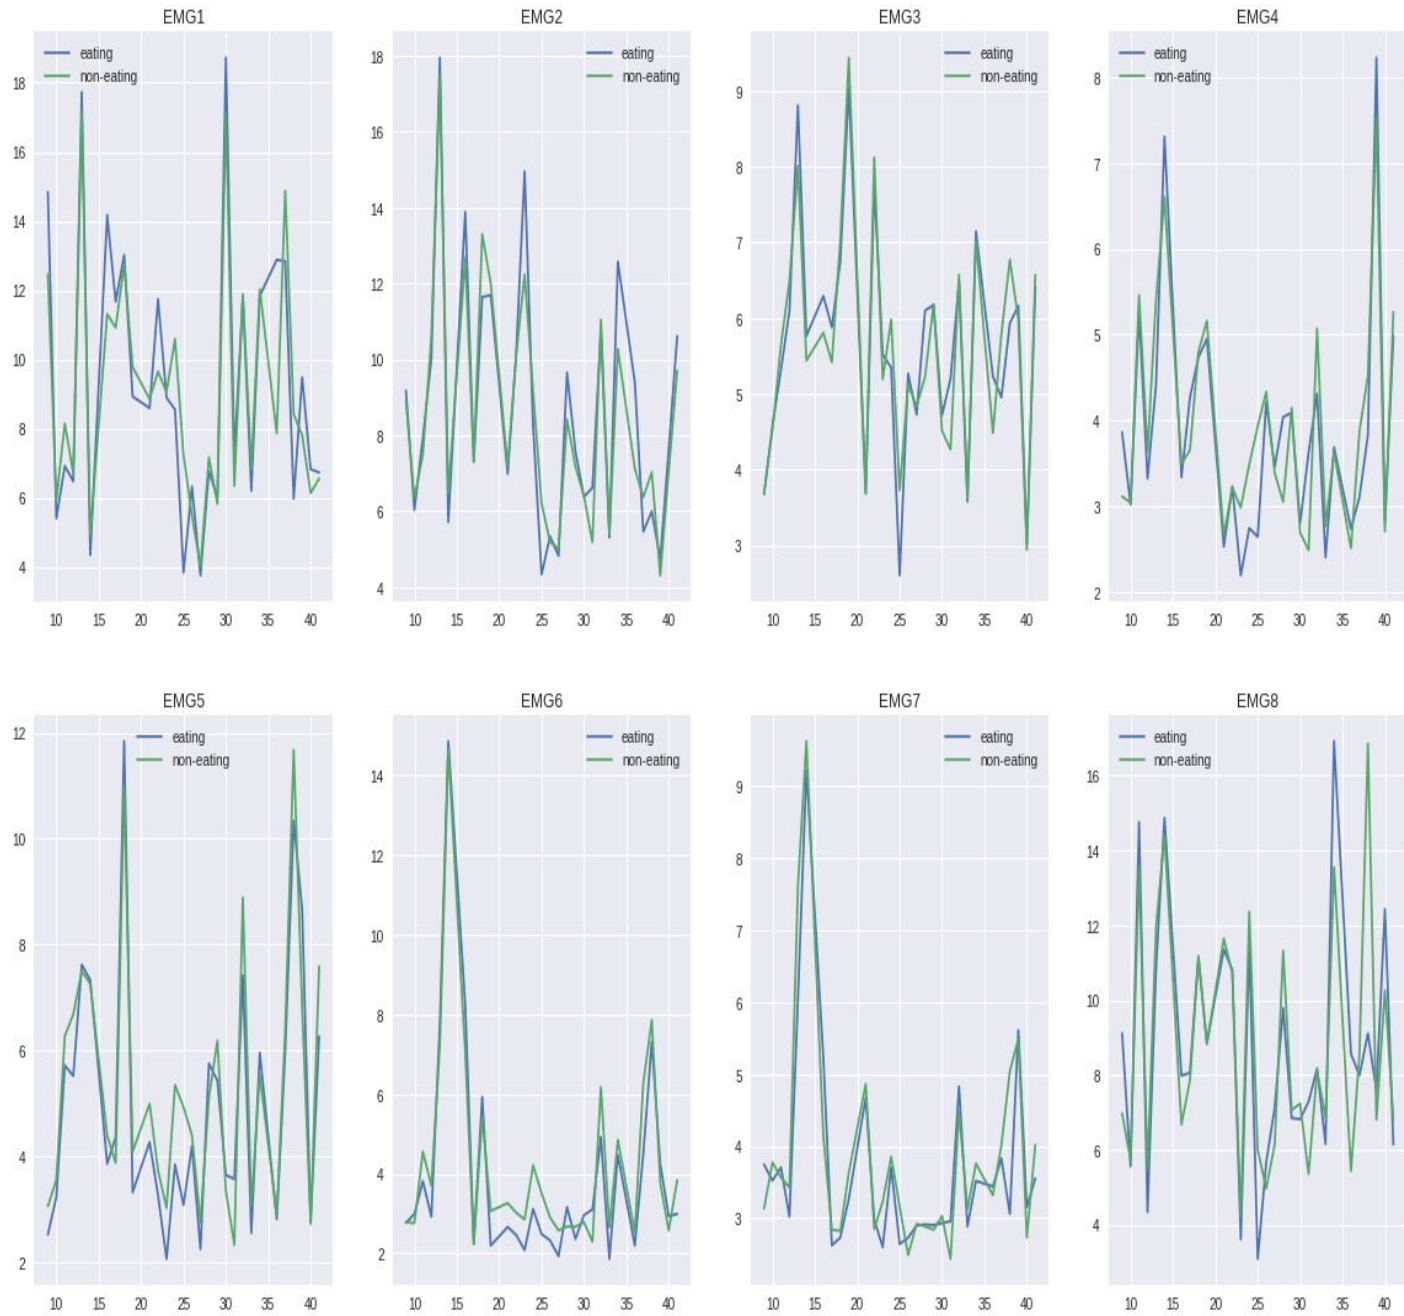 EMG1 EMG2 EMG3 EMG4
eating eating eating eating
non-eating non-eating non-eating non-eating
18 18 9 8
16 16 8 7
14 14 7 6
12 12 6 5
10 10 5 4
8 8 4 3
6 6 3 2
4 4
10 15 20 25 30 35 40 10 15 20 25 30 35 40 10 15 20 25 30 35 40 10 15 20 25 30 35 40
EMG5 EMG6 EMG7 EMG8
eating eating eating eating
non-eating non-eating non-eating non-eating
12 14 9 16
10 12 8 14
8 10 7 12
6 8 6 10
4 6 5 8
2 4 4 6
2 3 4
10 15 20 25 30 35 40 10 15 20 25 30 35 40 10 15 20 25 30 35 40 10 15 20 25 30 35 40